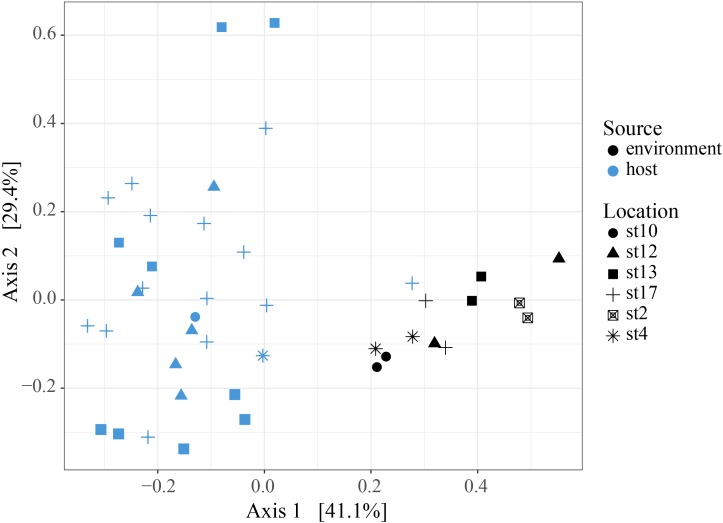 0.6
0.4
0.2
0.0
−0.2
Axis 2 [29.4%]
−0.2 0.0 0.2 0.4
Axis 1 [41.1%]
Source
environment
host
Location
st10
st12
st13
st17
st2
st4